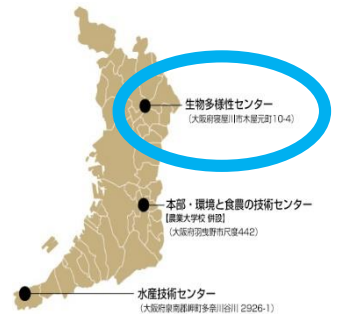 生物多様性センター
（大阪府寝屋川市木屋元町10-4）
本部・環境と食農の技術センター
【農業大学校 併設】
（大阪府羽曳野市尺度442）
水産技術センター
（大阪府泉南郡岬町多奈川谷川 2926-1）